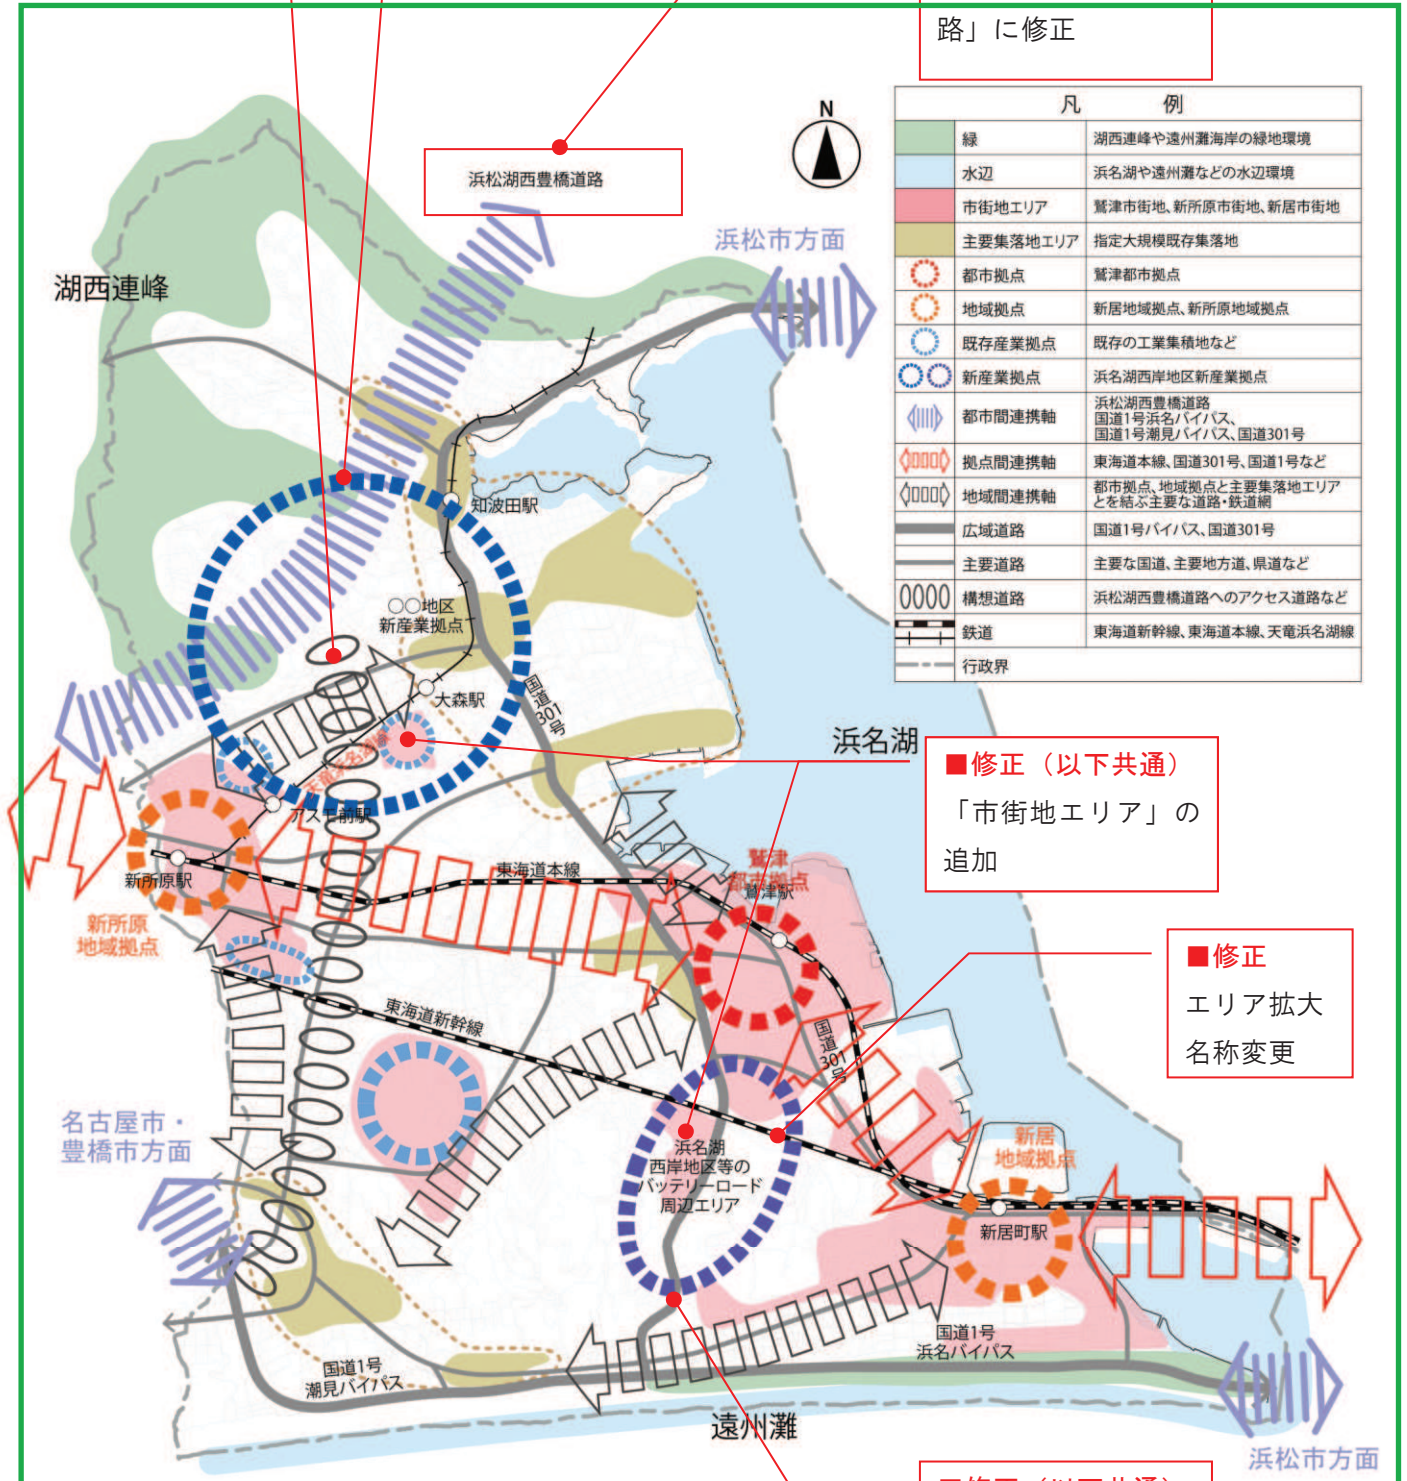 路」に修正
N
浜松湖西豊橋道路
浜松市方面
湖西連峰
凡　例
緑　湖西連峰や遠州灘海岸の緑地環境
水辺　浜名湖や遠州灘などの水辺環境
市街地エリア　鷲津市街地、新所原市街地、新居市街地
主要集落地エリア　指定大規模既存集落地
都市拠点　鷲津都市拠点
地域拠点　新居地域拠点、新所原地域拠点
既存産業拠点　既存の工業集積地など
新産業拠点　浜名湖西岸地区新産業拠点
都市間連携軸　浜松湖西豊橋道路
国道1号浜名バイパス、
国道1号潮見バイパス、国道301号
拠点間連携軸　東海道本線、国道301号、国道1号など
地域間連携軸　都市拠点、地域拠点と主要集落地エリア
とを結ぶ主要な道路・鉄道網
広域道路　国道1号バイパス、国道301号
主要道路　主要な国道、主要地方道、県道など
構想道路　浜松湖西豊橋道路へのアクセス道路など
鉄道　東海道新幹線、東海道本線、天竜浜名湖線
行政界
知波田駅
○○地区
新産業拠点
大森駅
国道301号
天竜浜名湖線
アスモ前駅
浜名湖
■修正（以下共通）
「市街地エリア」の
追加
新所原駅
東海道本線
鷲津
都市拠点
鷲津駅
新所原
地域拠点
■修正
エリア拡大
名称変更
東海道新幹線
国道301号
名古屋市・
豊橋市方面
浜名湖
西岸地区等の
バッテリーロード
周辺エリア
新居
地域拠点
新居町駅
国道1号
浜名バイパス
国道1号
潮見バイパス
遠州灘
浜松市方面
■修正（以下共通）